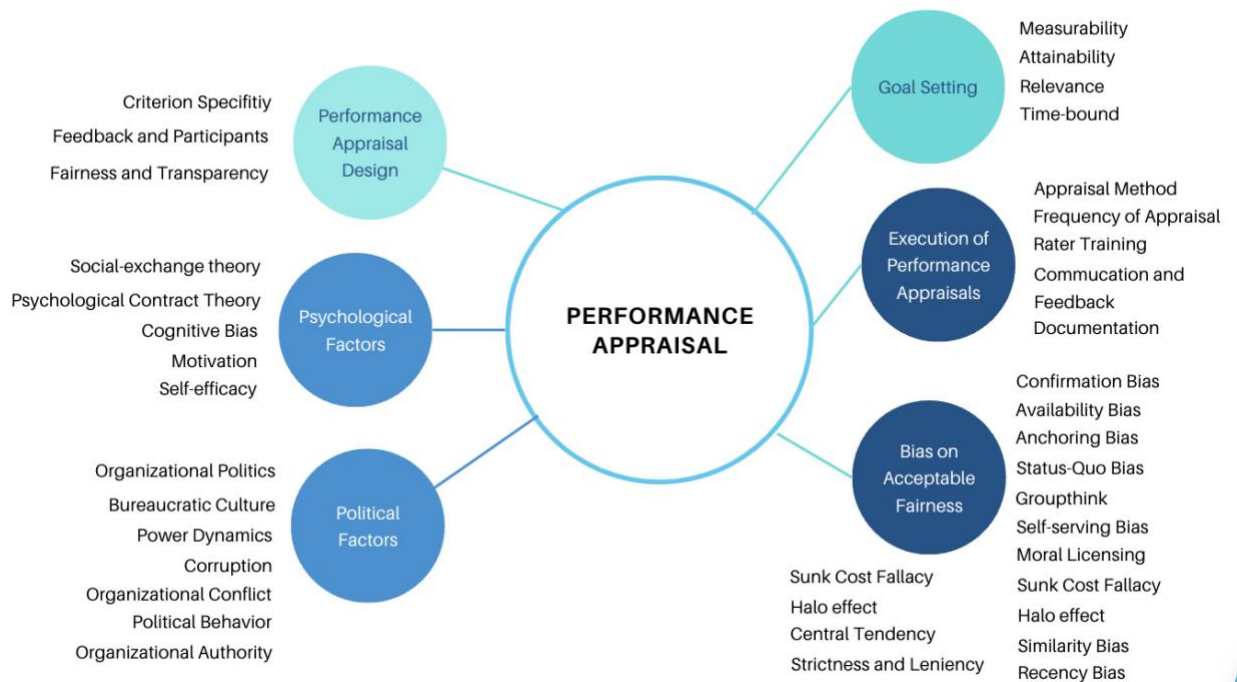 PERFORMANCE
APPRAISAL
Performance
Appraisal
Design
Criterion Specifitiy
Feedback and Participants
Fairness and Transparency
Psychological
Factors
Social-exchange theory
Psychological Contract Theory
Cognitive Bias
Motivation
Self-efficacy
Political
Factors
Organizational Politics
Bureaucratic Culture
Power Dynamics
Corruption
Organizational Conflict
Political Behavior
Organizational Authority
Goal Setting
Measurability
Attainability
Relevance
Time-bound
Execution of
Performance
Appraisals
Appraisal Method
Frequency of Appraisal
Rater Training
Commucation and
Feedback
Documentation
Bias on
Acceptable
Fairness
Confirmation Bias
Availability Bias
Anchoring Bias
Status-Quo Bias
Groupthink
Self-serving Bias
Moral Licensing
Sunk Cost Fallacy
Halo effect
Similarity Bias
Recency Bias
Sunk Cost Fallacy
Halo effect
Central Tendency
Strictness and Leniency